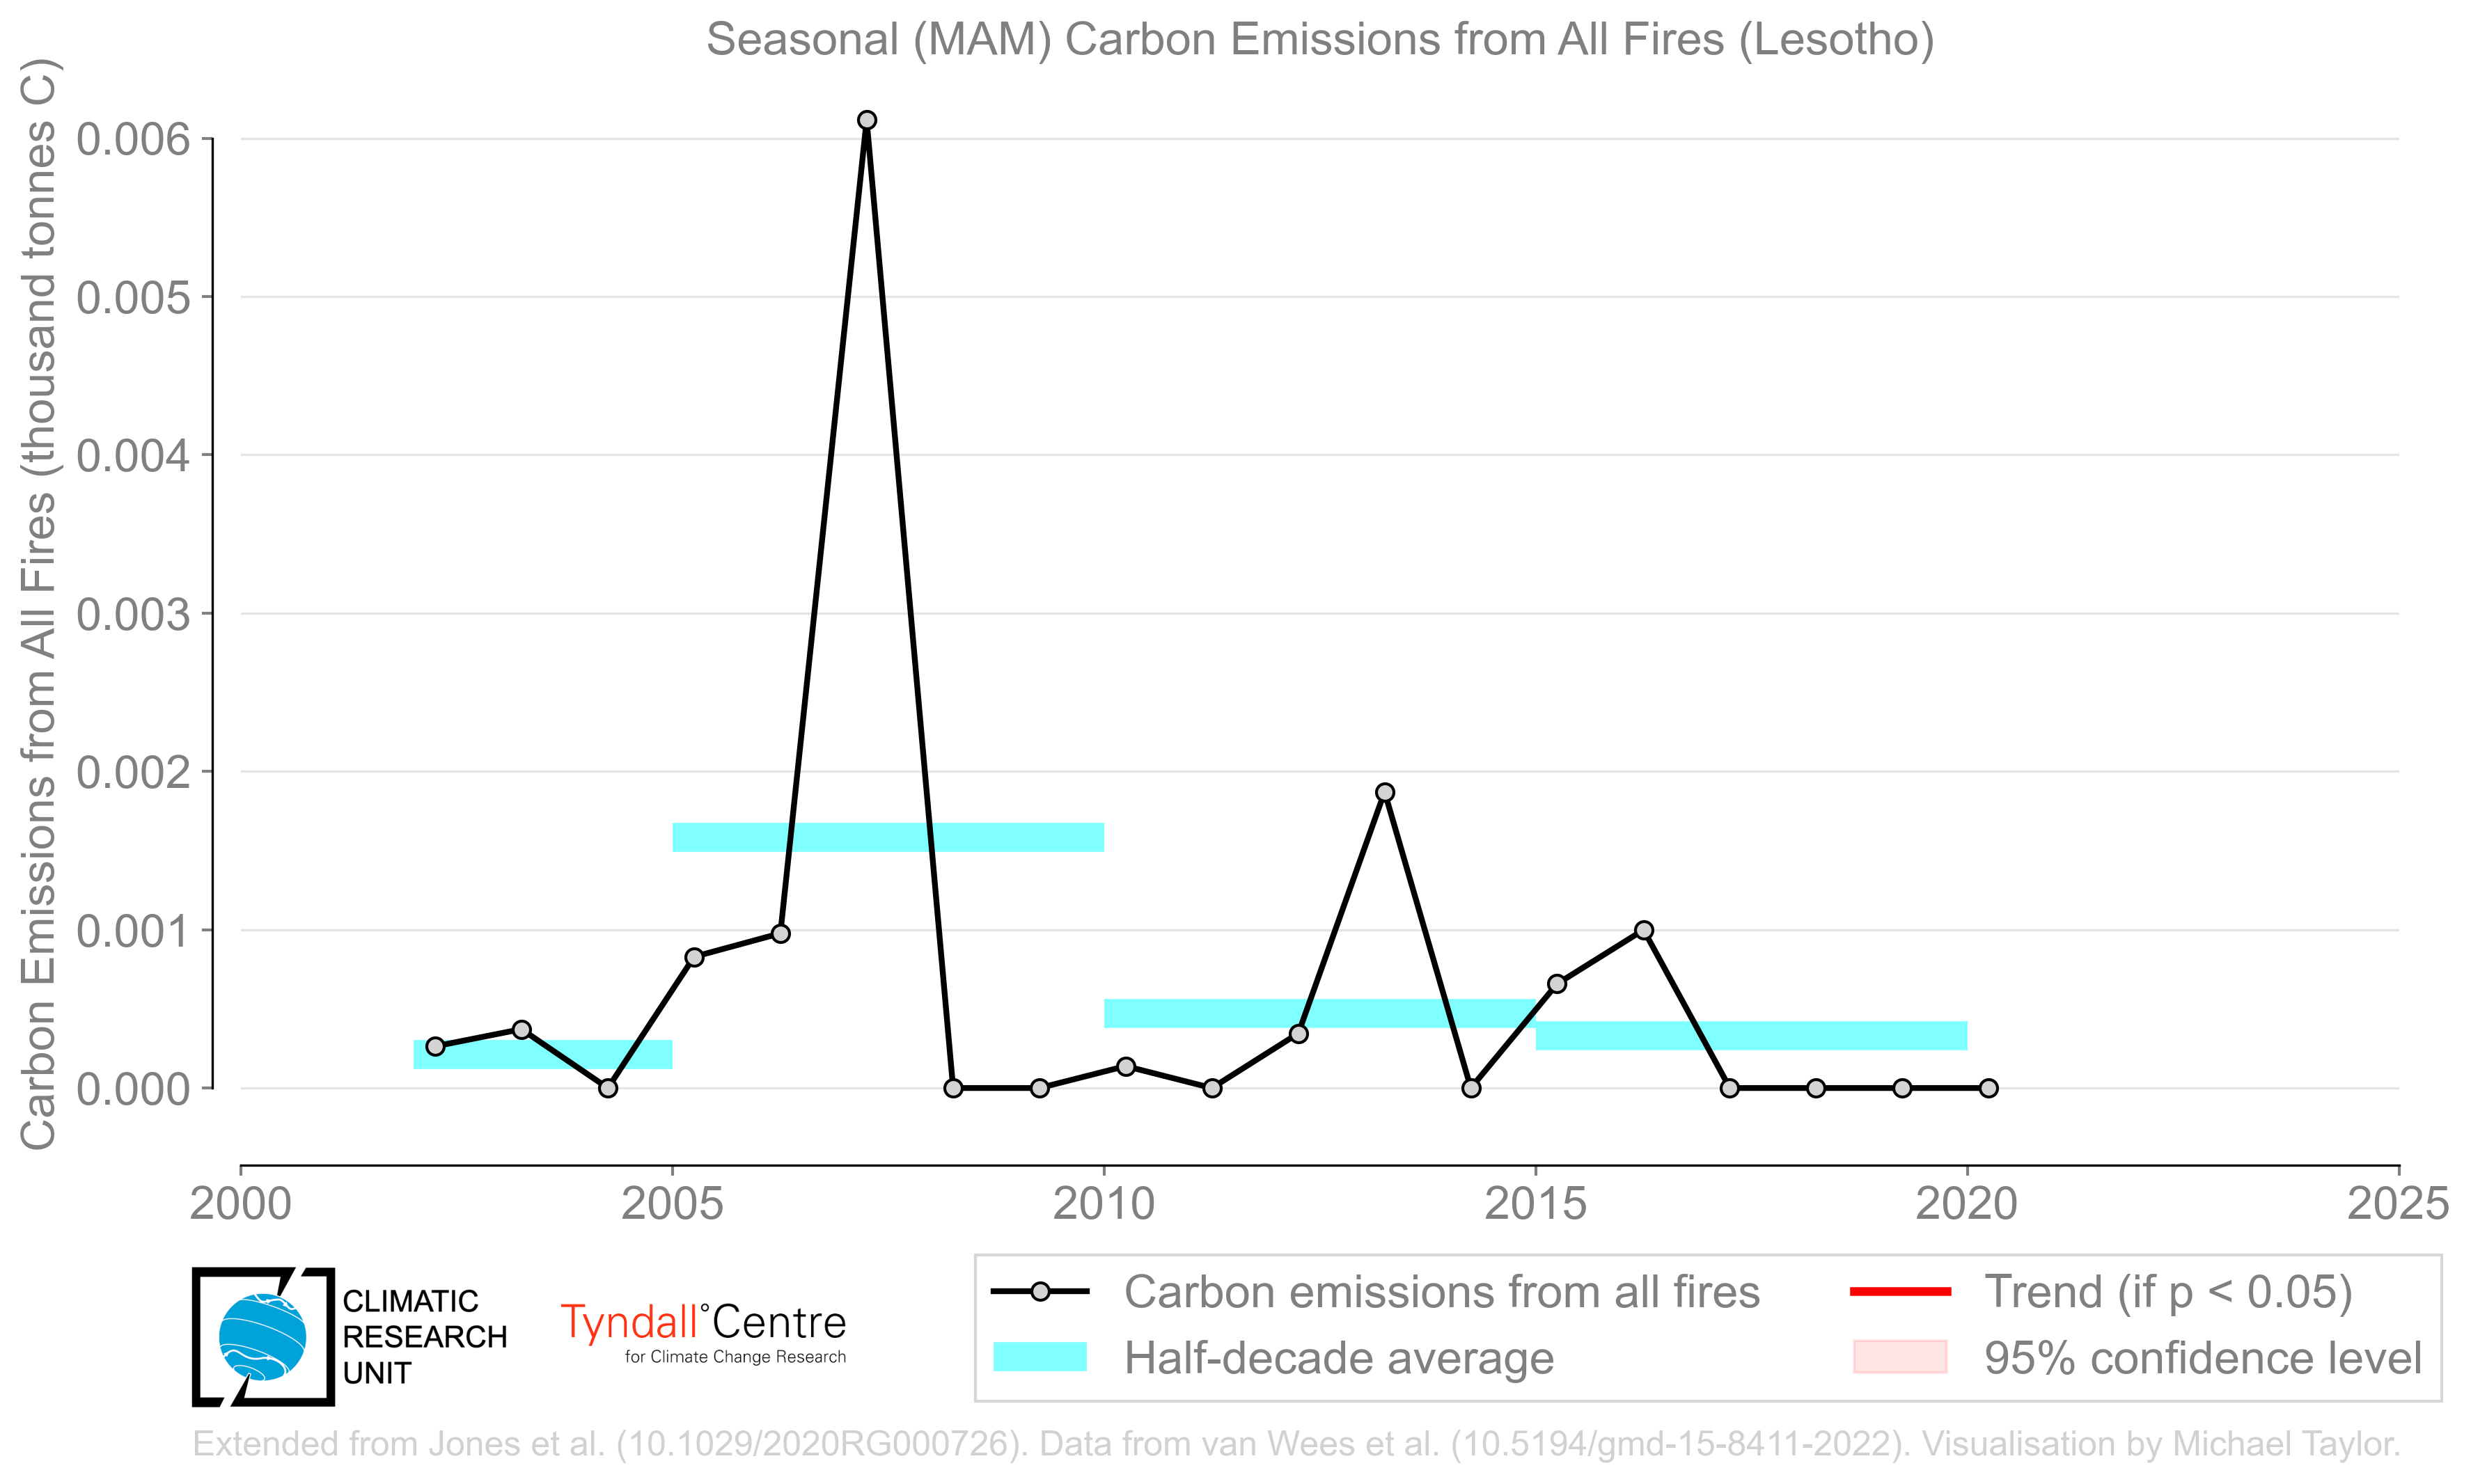 Seasonal (MAM) Carbon Emissions from All Fires (Lesotho)
Carbon Emissions from All Fires (thousand tonnes C)
0.006
0.005
0.004
0.003
0.002
0.001
0.000
2000 2005 2010 2015 2020 2025
CLIMATIC
RESEARCH
UNIT
Tyndall°Centre
for Climate Change Research
Carbon emissions from all fires
Half-decade average
Trend (if p < 0.05)
95% confidence level
Extended from Jones et al. (10.1029/2020RG000726). Data from van Wees et al. (10.5194/gmd-15-8411-2022). Visualisation by Michael Taylor.